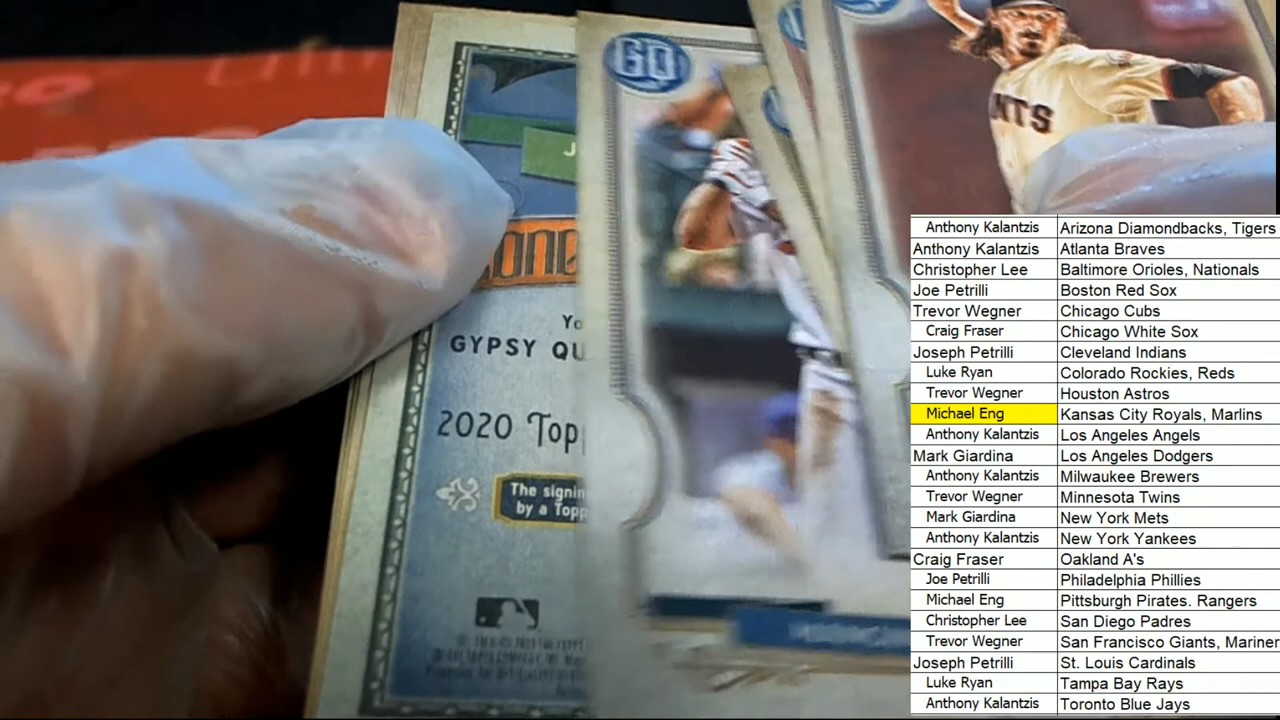 GQ
NTS
J
Yo
GYPSY QU
2020 Topp
The signin
by a Topp
Anthony Kalantzis Arizona Diamondbacks, Tigers
Anthony Kalantzis Atlanta Braves
Christopher Lee Baltimore Orioles, Nationals
Joe Petrilli Boston Red Sox
Trevor Wegner Chicago Cubs
Craig Fraser Chicago White Sox
Joseph Petrilli Cleveland Indians
Luke Ryan Colorado Rockies, Reds
Trevor Wegner Houston Astros
Michael Eng Kansas City Royals, Marlins
Anthony Kalantzis Los Angeles Angels
Mark Giardina Los Angeles Dodgers
Anthony Kalantzis Milwaukee Brewers
Trevor Wegner Minnesota Twins
Mark Giardina New York Mets
Anthony Kalantzis New York Yankees
Craig Fraser Oakland A's
Joe Petrilli Philadelphia Phillies
Michael Eng Pittsburgh Pirates. Rangers
Christopher Lee San Diego Padres
Trevor Wegner San Francisco Giants, Mariner
Joseph Petrilli St. Louis Cardinals
Luke Ryan Tampa Bay Rays
Anthony Kalantzis Toronto Blue Jays